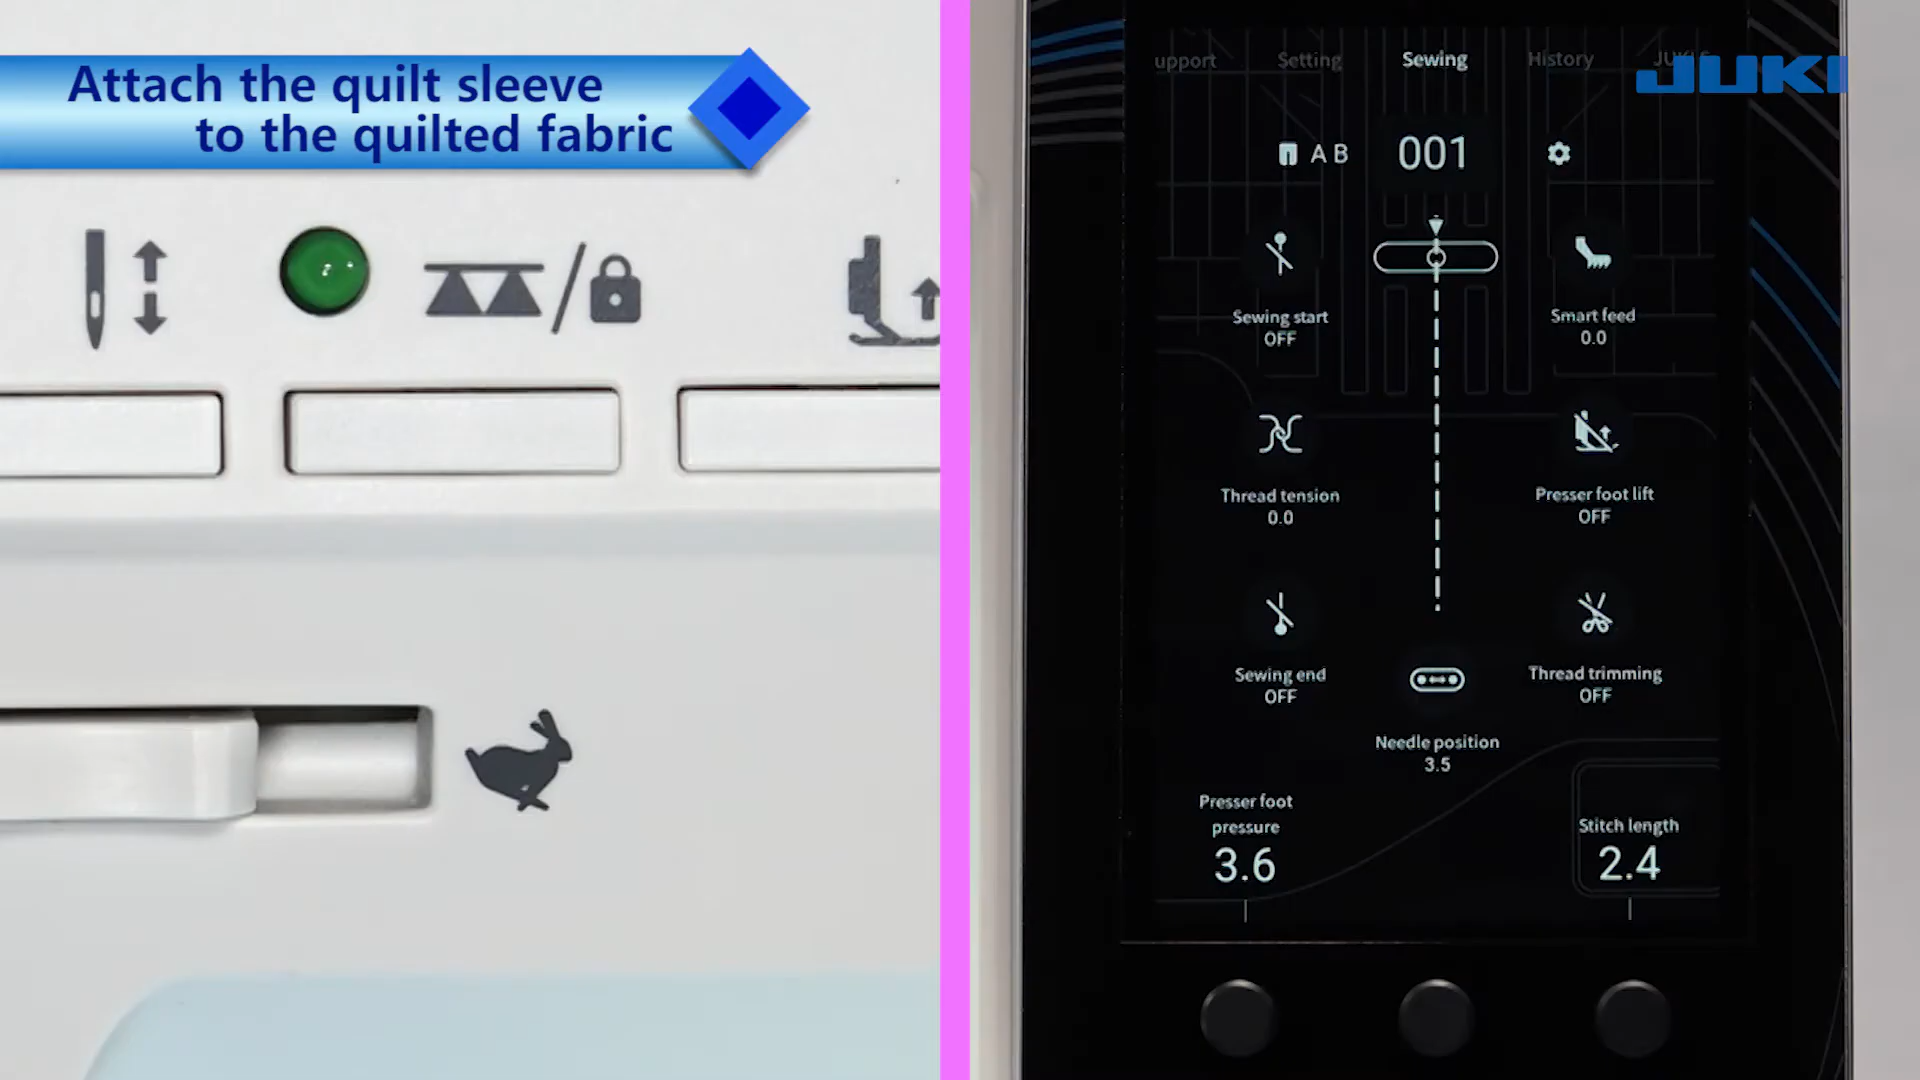 Attach the quilt sleeve
to the quilted fabric
upport
Setting
Sewing
History
JUKI
A B
001
Sewing start
OFF
Smart feed
0.0
Thread tension
0.0
Presser foot lift
OFF
Sewing end
OFF
Thread trimming
OFF
Needle position
3.5
Presser foot
pressure
3.6
Stitch length
2.4